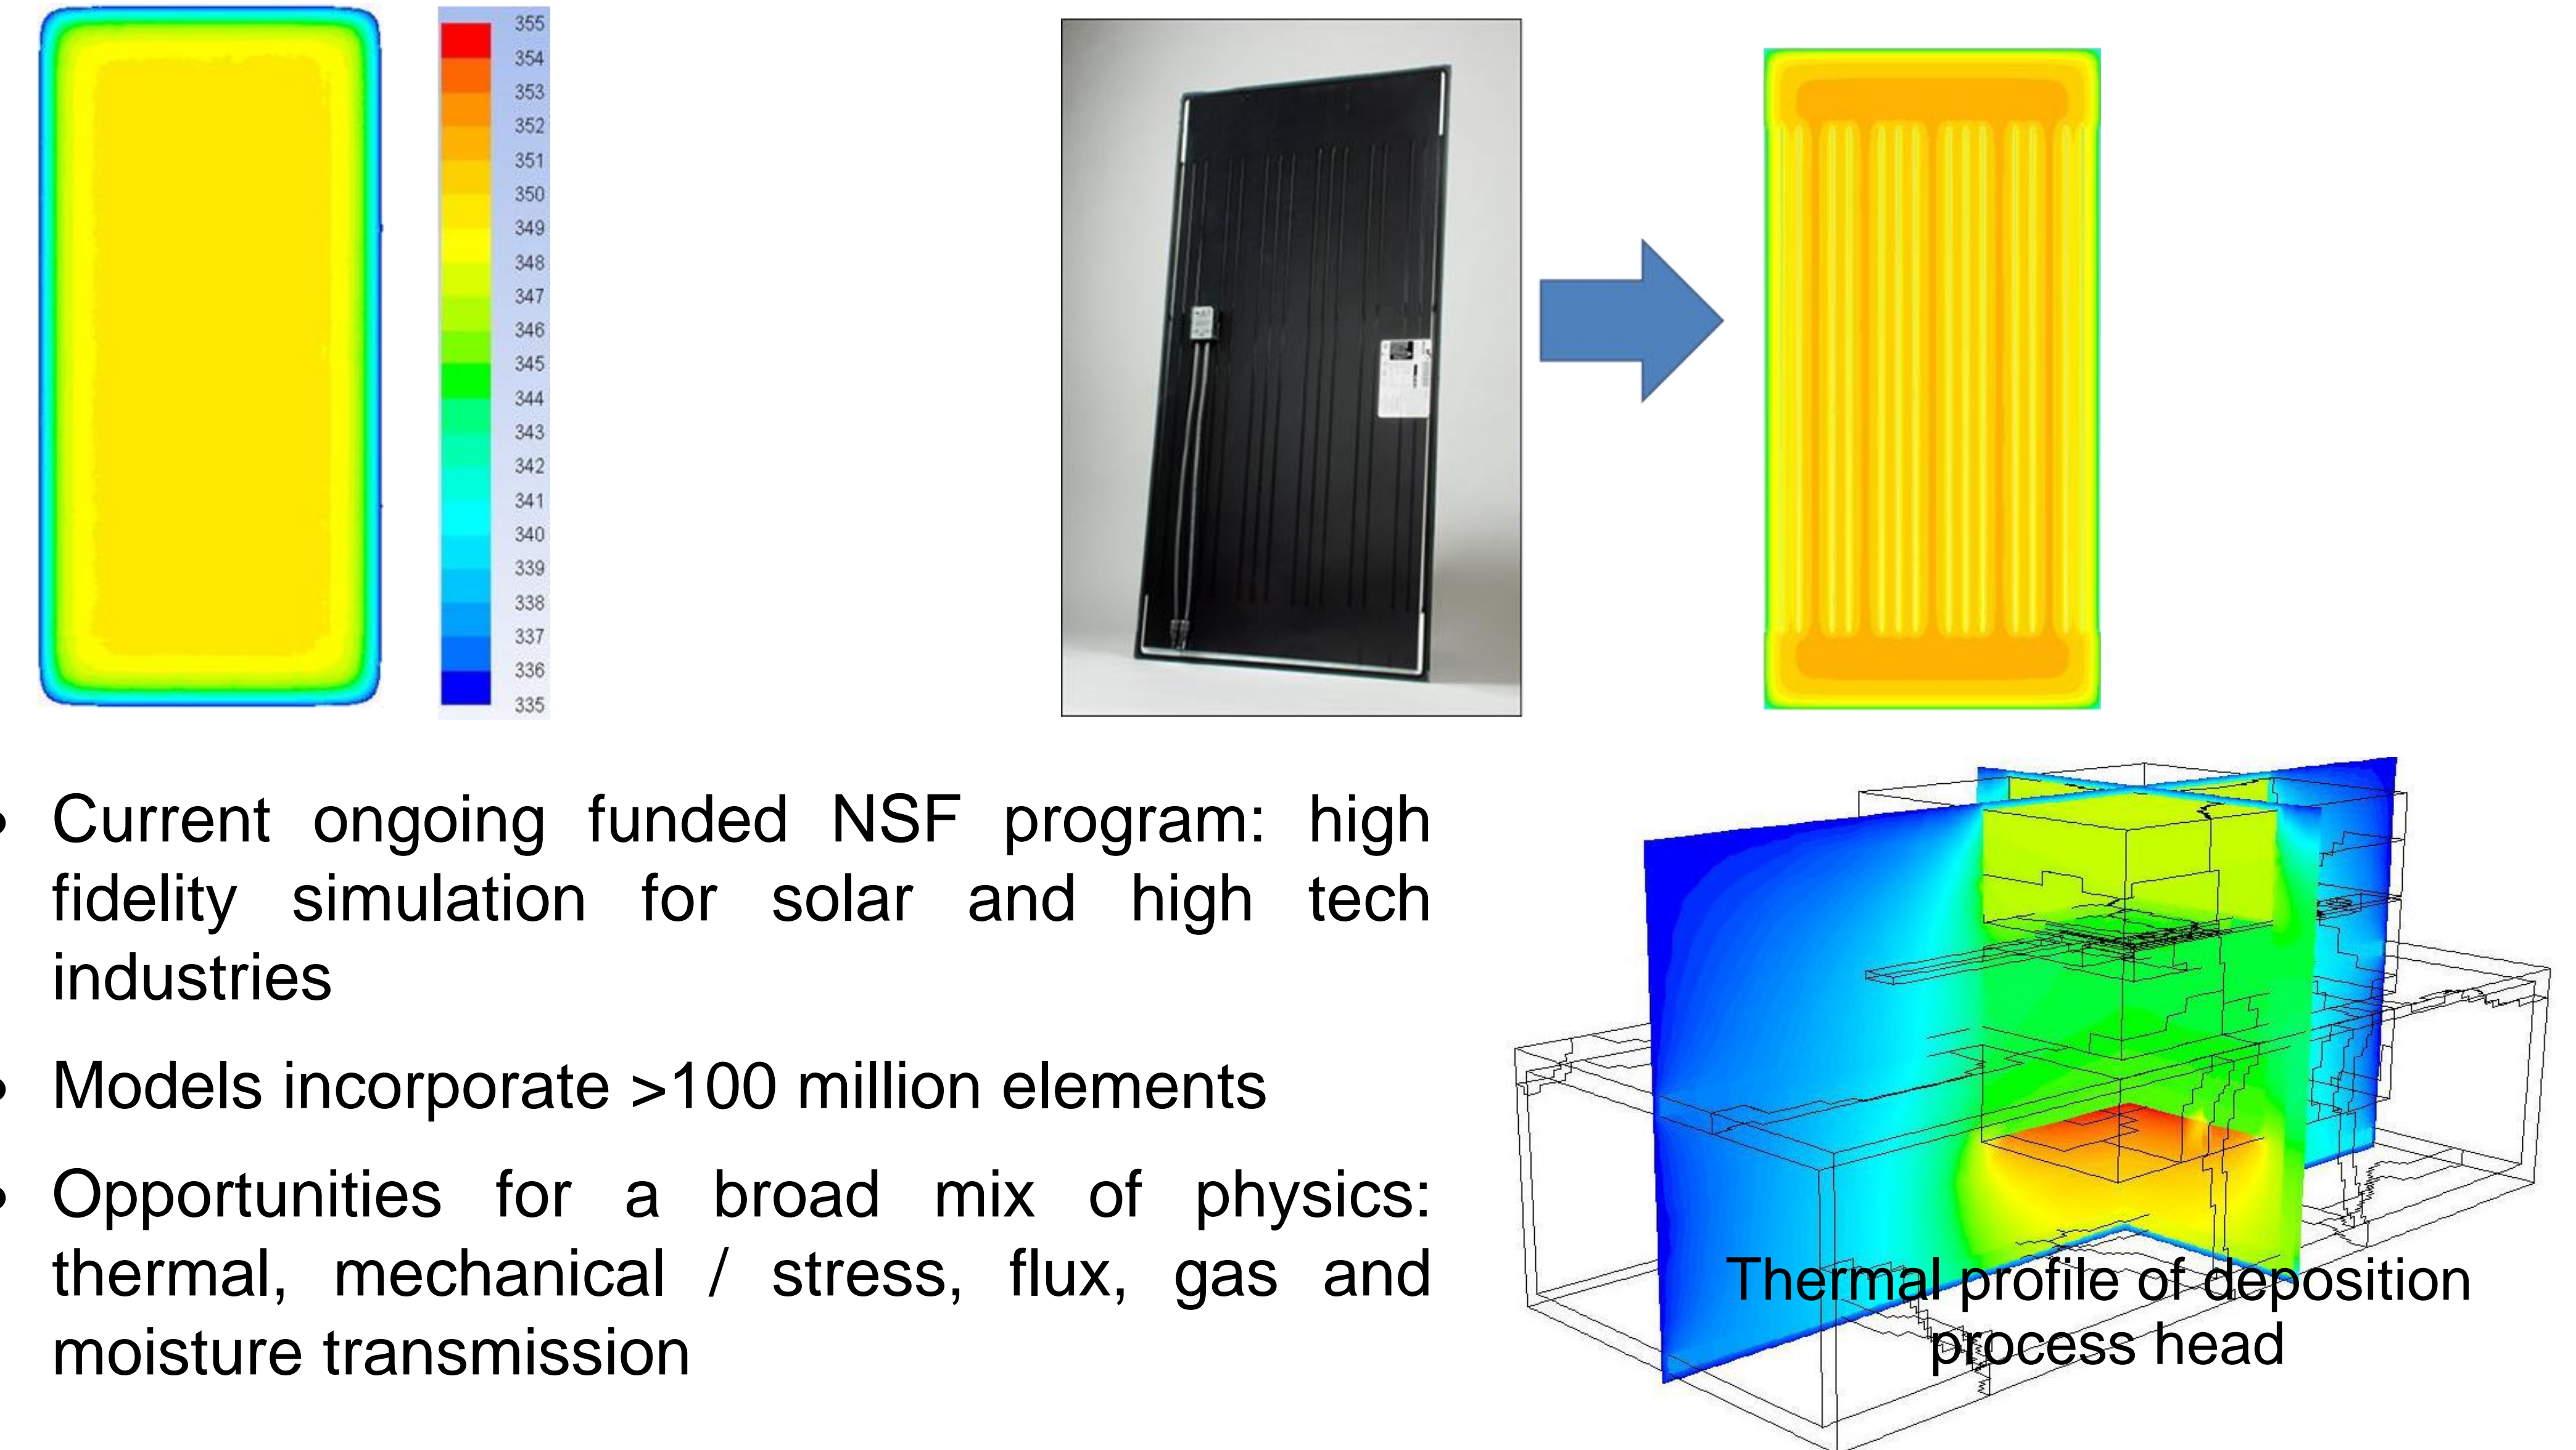 355
354
353
352
351
350
349
348
347
346
345
344
343
342
341
340
339
338
337
336
335
• Current ongoing funded NSF program: high
fidelity simulation for solar and high tech
industries
• Models incorporate >100 million elements
• Opportunities for a broad mix of physics:
thermal, mechanical / stress, flux, gas and
moisture transmission
Thermal profile of deposition
process head